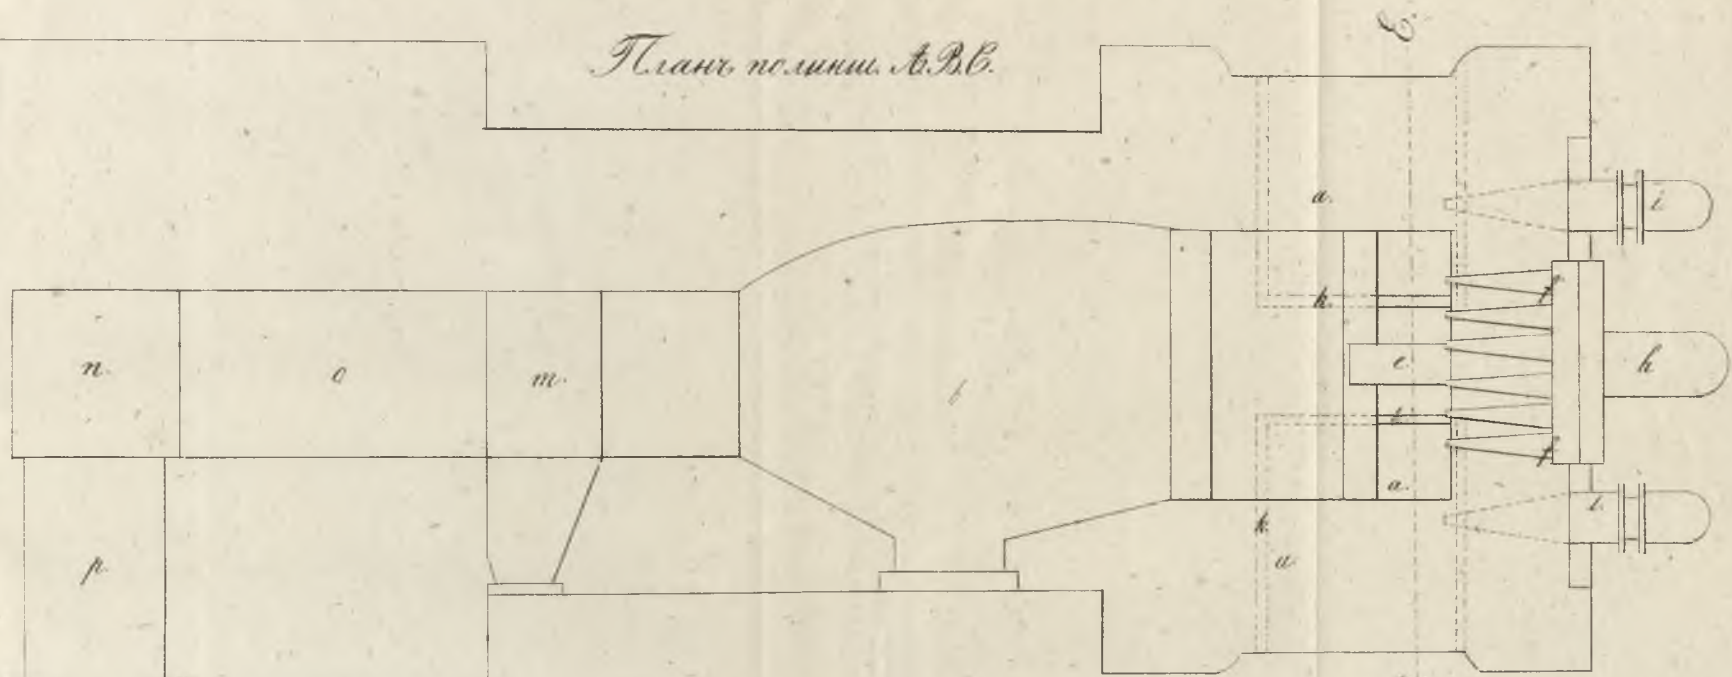 Планъ по линіи А.В.С.
E.
a.
i
h.
f
n.
o
m.
b
e.
h
f
a.
i.
k.
a
p.